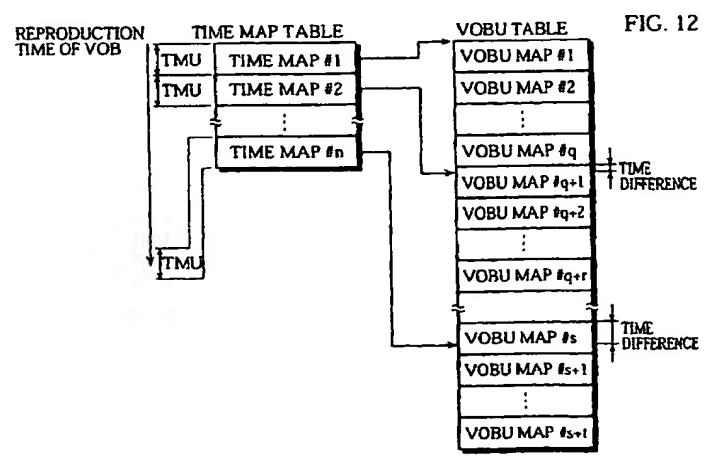 FIG. 12
REPRODUCTION
TIME OF VOB
TIME MAP TABLE
TMU
TIME MAP #1
TMU
TIME MAP #2
⋮
TIME MAP #n
TMU
VOBU TABLE
VOBU MAP #1
VOBU MAP #2
⋮
VOBU MAP #q
VOBU MAP #q+1
VOBU MAP #q+2
⋮
VOBU MAP #q+r
VOBU MAP #s
VOBU MAP #s+1
⋮
VOBU MAP #s+t
TIME
DIFFERENCE
TIME
DIFFERENCE